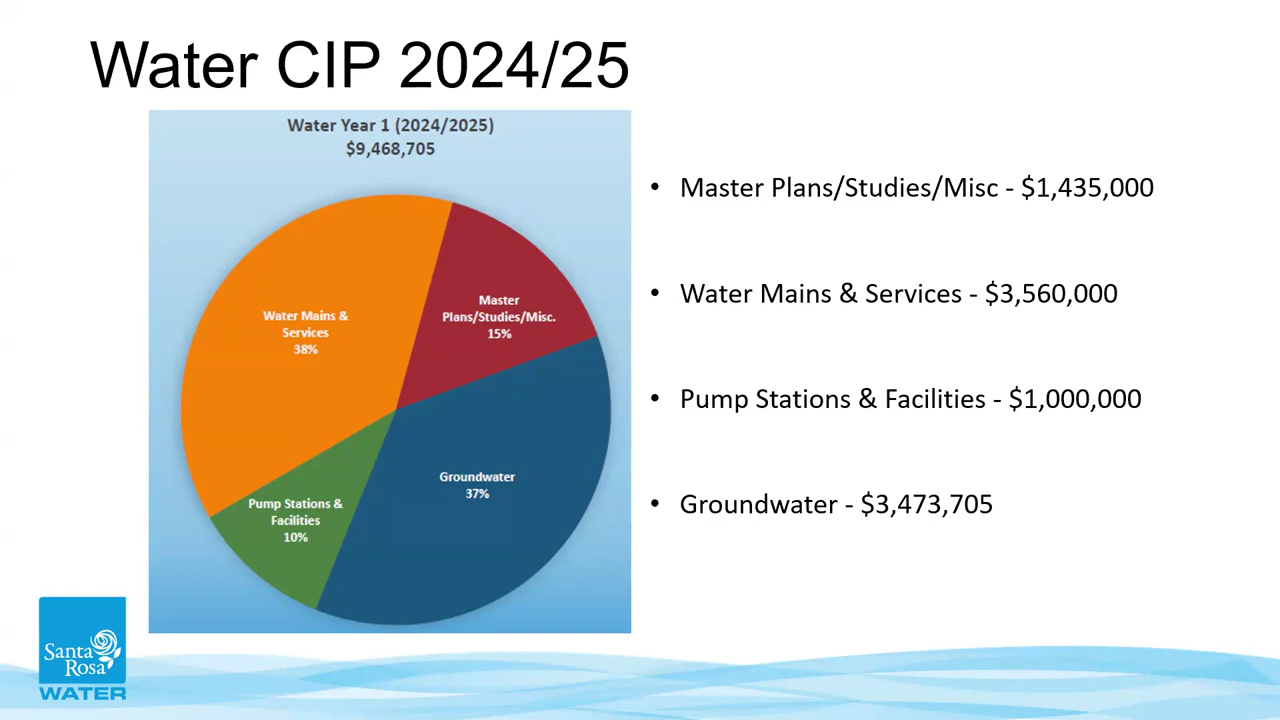 Water CIP 2024/25
Water Year 1 (2024/2025)
$9,468,705
Water Mains &
Services
38%
Master
Plans/Studies/Misc.
15%
Groundwater
37%
Pump Stations &
Facilities
10%
• Master Plans/Studies/Misc - $1,435,000
• Water Mains & Services - $3,560,000
• Pump Stations & Facilities - $1,000,000
• Groundwater - $3,473,705
Santa
Rosa
WATER